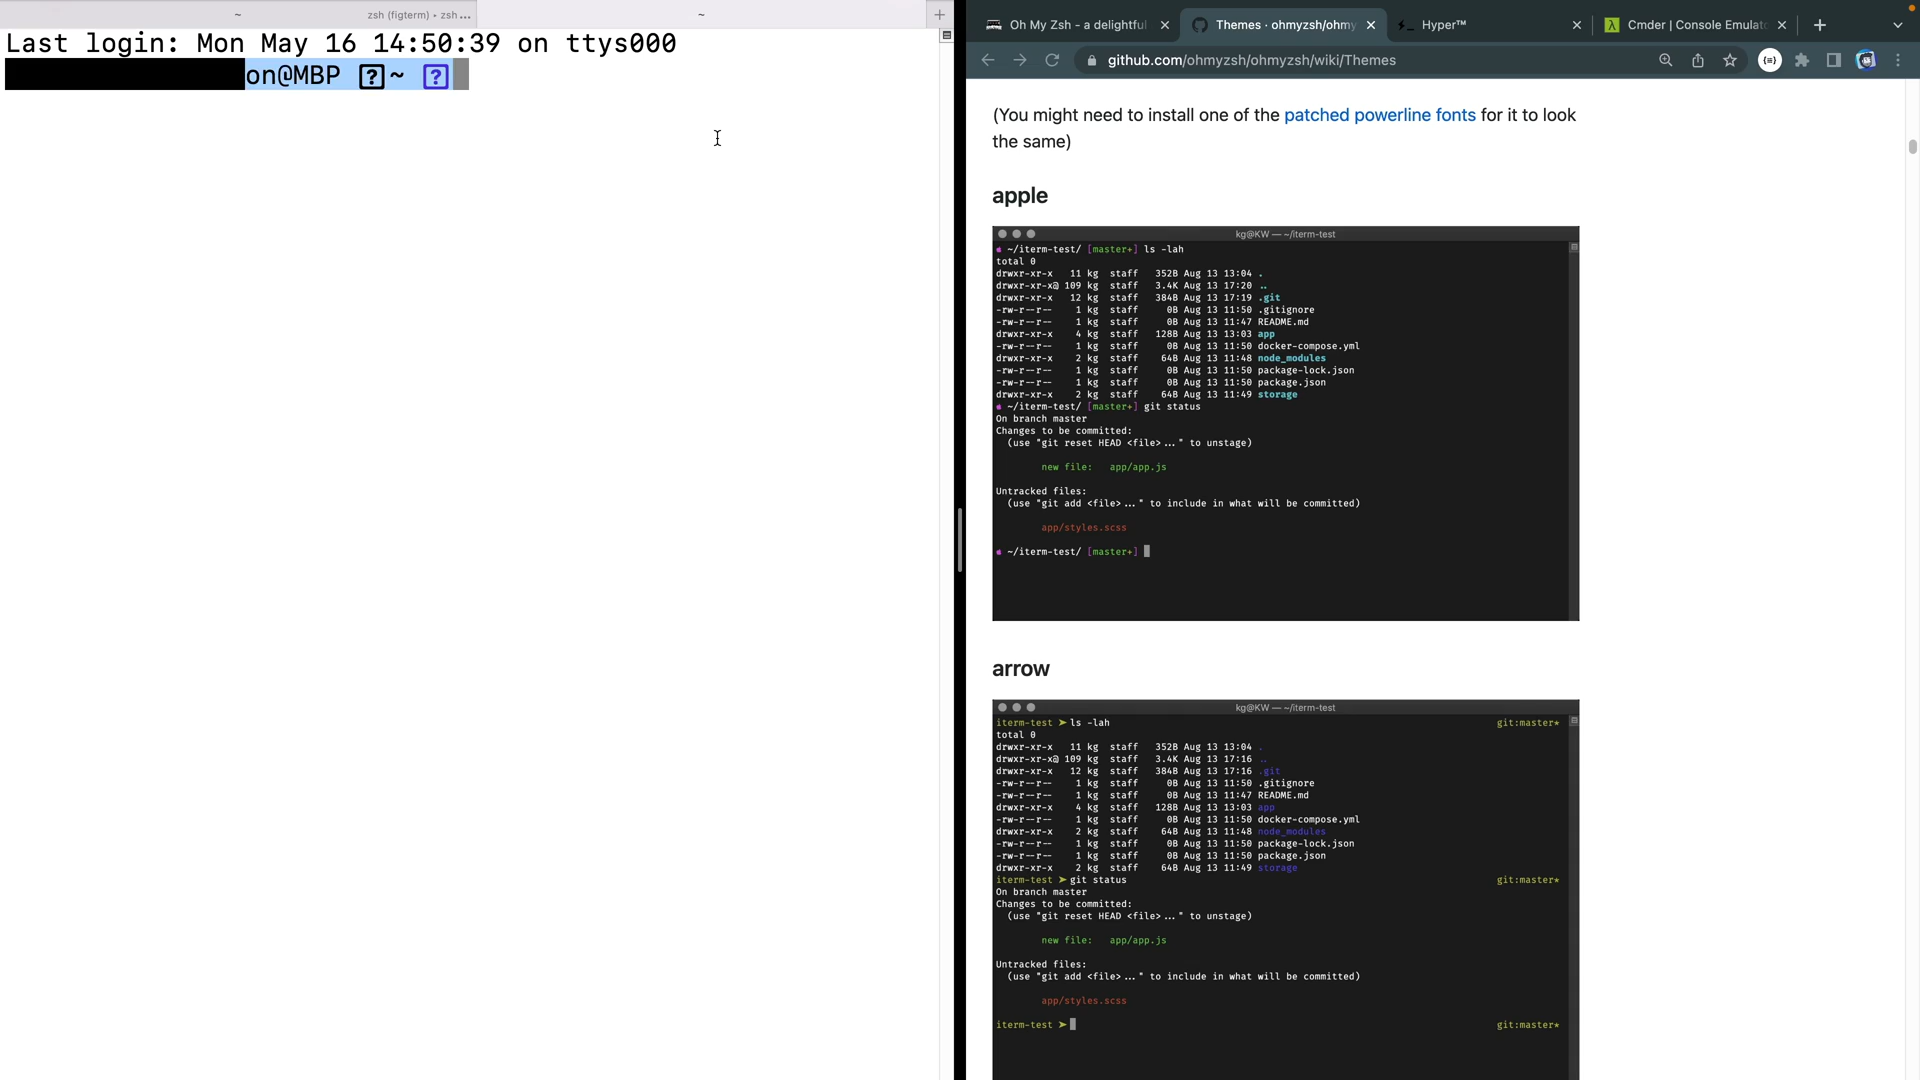 ~ zsh (figterm) • zsh...
~
Last login: Mon May 16 14:50:39 on ttys000
on@MBP ~
Oh My Zsh - a delightful
Themes · ohmyzsh/ohmy
Hyper™
Cmder | Console Emulato
github.com/ohmyzsh/ohmyzsh/wiki/Themes
(You might need to install one of the patched powerline fonts for it to look
the same)
apple
kg@KW — ~/iterm-test
~/iterm-test/ [master+] ls -lah
total 0
drwxr-xr-x 11 kg staff 352B Aug 13 13:04 .
drwxr-xr-x@ 109 kg staff 3.4K Aug 13 17:20 ..
drwxr-xr-x 12 kg staff 384B Aug 13 17:19 .git
-rw-r--r-- 1 kg staff 0B Aug 13 11:50 .gitignore
-rw-r--r-- 1 kg staff 0B Aug 13 11:47 README.md
drwxr-xr-x 4 kg staff 128B Aug 13 13:03 app
-rw-r--r-- 1 kg staff 0B Aug 13 11:50 docker-compose.yml
drwxr-xr-x 2 kg staff 64B Aug 13 11:48 node_modules
-rw-r--r-- 1 kg staff 0B Aug 13 11:50 package-lock.json
-rw-r--r-- 1 kg staff 0B Aug 13 11:50 package.json
drwxr-xr-x 2 kg staff 64B Aug 13 11:49 storage
~/iterm-test/ [master+] git status
On branch master
Changes to be committed:
(use "git reset HEAD <file>..." to unstage)
new file: app/app.js
Untracked files:
(use "git add <file>..." to include in what will be committed)
app/styles.scss
~/iterm-test/ [master+]
arrow
kg@KW — ~/iterm-test
iterm-test ➤ ls -lah git:master*
total 0
drwxr-xr-x 11 kg staff 352B Aug 13 13:04 .
drwxr-xr-x@ 109 kg staff 3.4K Aug 13 17:16 ..
drwxr-xr-x 12 kg staff 384B Aug 13 17:16 .git
-rw-r--r-- 1 kg staff 0B Aug 13 11:50 .gitignore
-rw-r--r-- 1 kg staff 0B Aug 13 11:47 README.md
drwxr-xr-x 4 kg staff 128B Aug 13 13:03 app
-rw-r--r-- 1 kg staff 0B Aug 13 11:50 docker-compose.yml
drwxr-xr-x 2 kg staff 64B Aug 13 11:48 node_modules
-rw-r--r-- 1 kg staff 0B Aug 13 11:50 package-lock.json
-rw-r--r-- 1 kg staff 0B Aug 13 11:50 package.json
drwxr-xr-x 2 kg staff 64B Aug 13 11:49 storage
iterm-test ➤ git status git:master*
On branch master
Changes to be committed:
(use "git reset HEAD <file>..." to unstage)
new file: app/app.js
Untracked files:
(use "git add <file>..." to include in what will be committed)
app/styles.scss
iterm-test ➤ git:master*